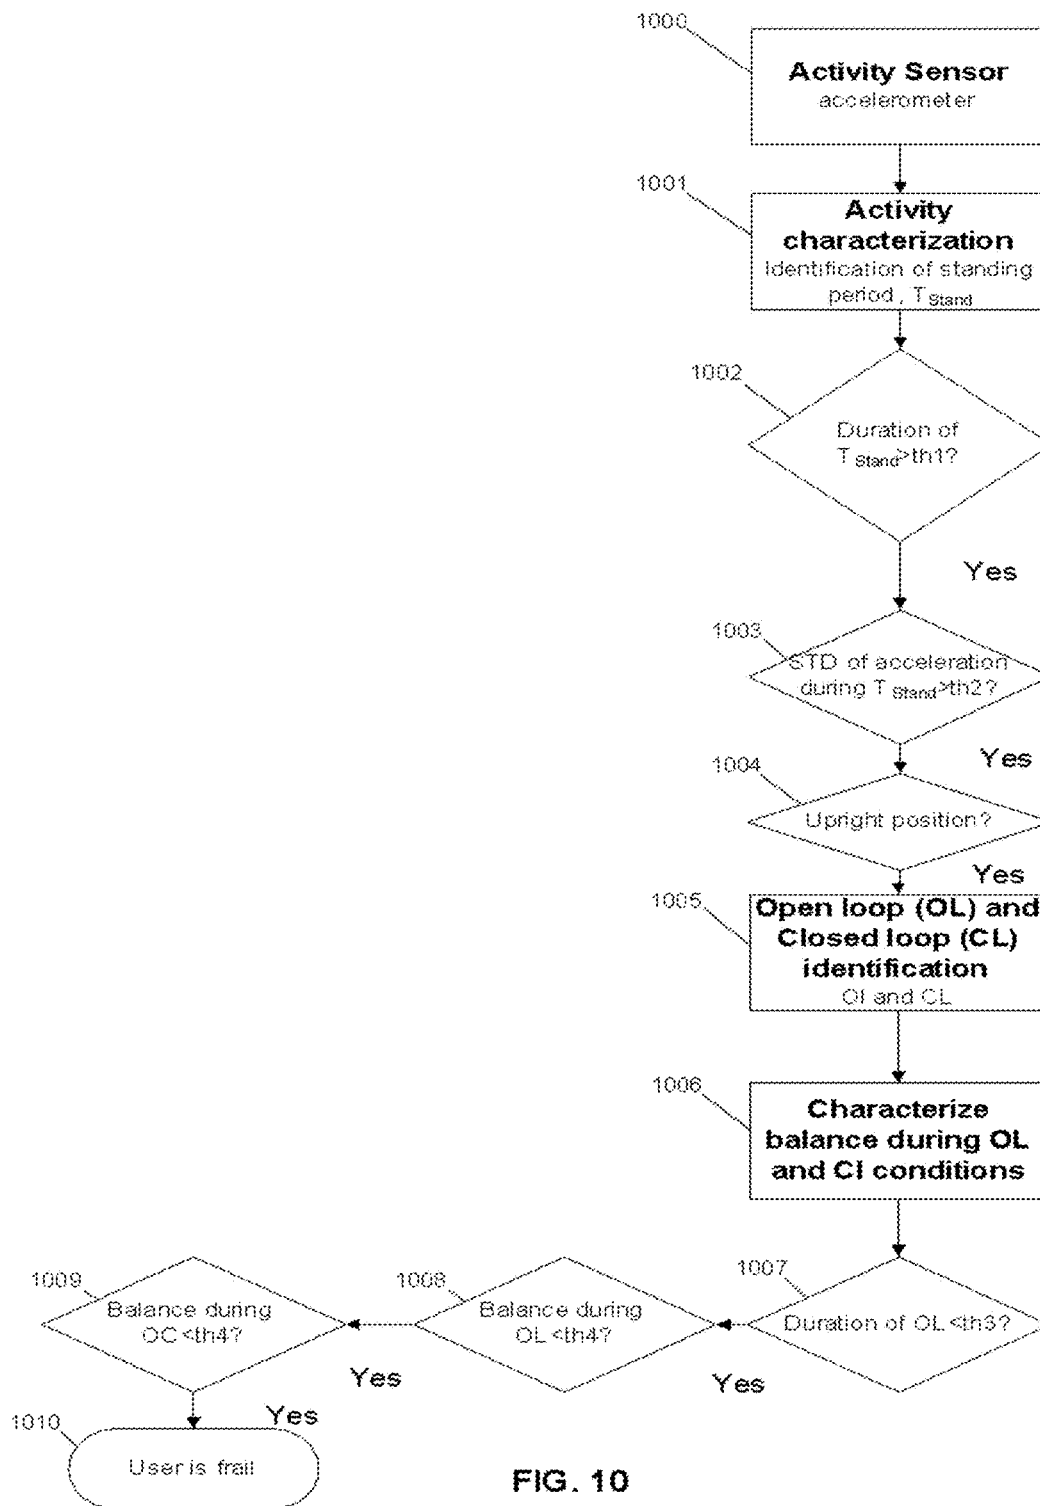 1000
Activity Sensor
accelerometer
1001
Activity
characterization
Identification of standing
period, T Stand
1002
Duration of
T Stand>th1?
Yes
1003
STD of acceleration
during T Stand>th2?
Yes
1004
Upright position?
Yes
1005
Open loop (OL) and
Closed loop (CL)
identification
Ol and CL
1006
Characterize
balance during OL
and Cl conditions
1007
Duration of OL<th3?
Yes
1008
Balance during
OL<th4?
Yes
1009
Balance during
OC<th4?
Yes
1010
User is frail
FIG. 10